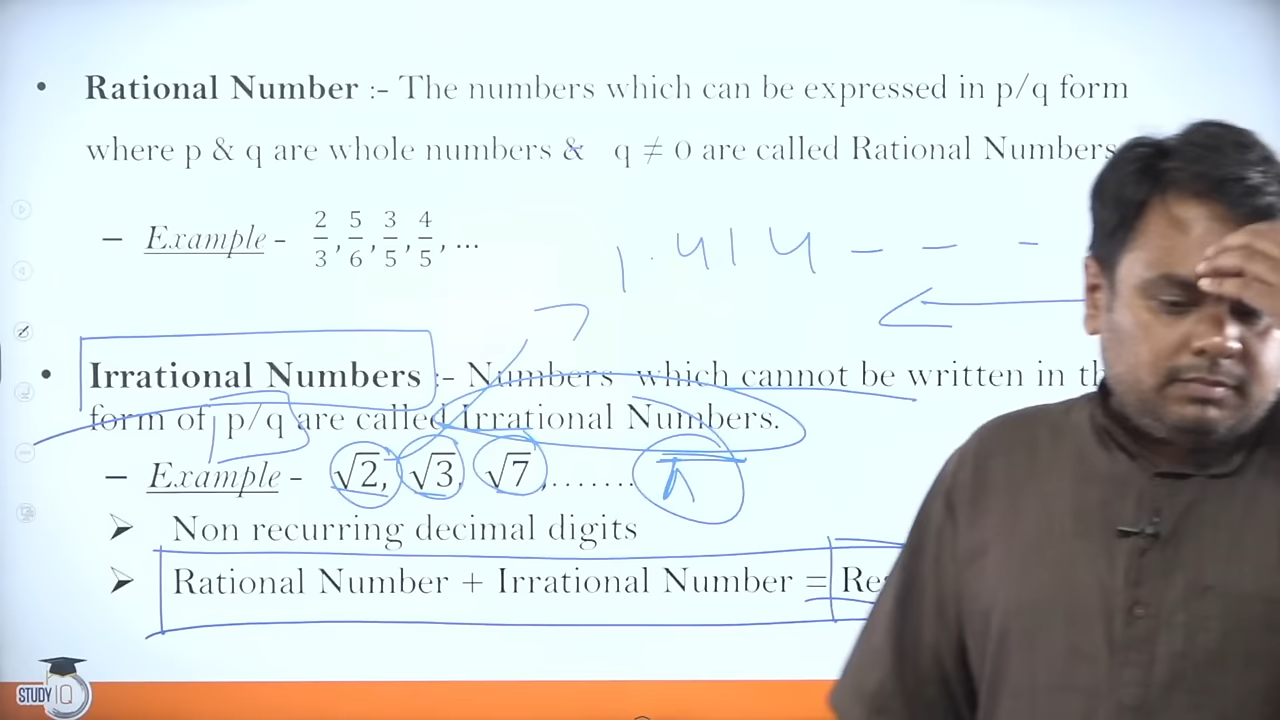 • Rational Number :- The numbers which can be expressed in p/q form
where p & q are whole numbers & q ≠ 0 are called Rational Numbers
– Example - 2/3, 5/6, 3/5, 4/5, ...
1.414 – – –
• Irrational Numbers :- Numbers which cannot be written in
form of p/q are called Irrational Numbers.
– Example - √2, √3, √7, ....... π
➤ Non recurring decimal digits
➤ Rational Number + Irrational Number =
STUDY IQ